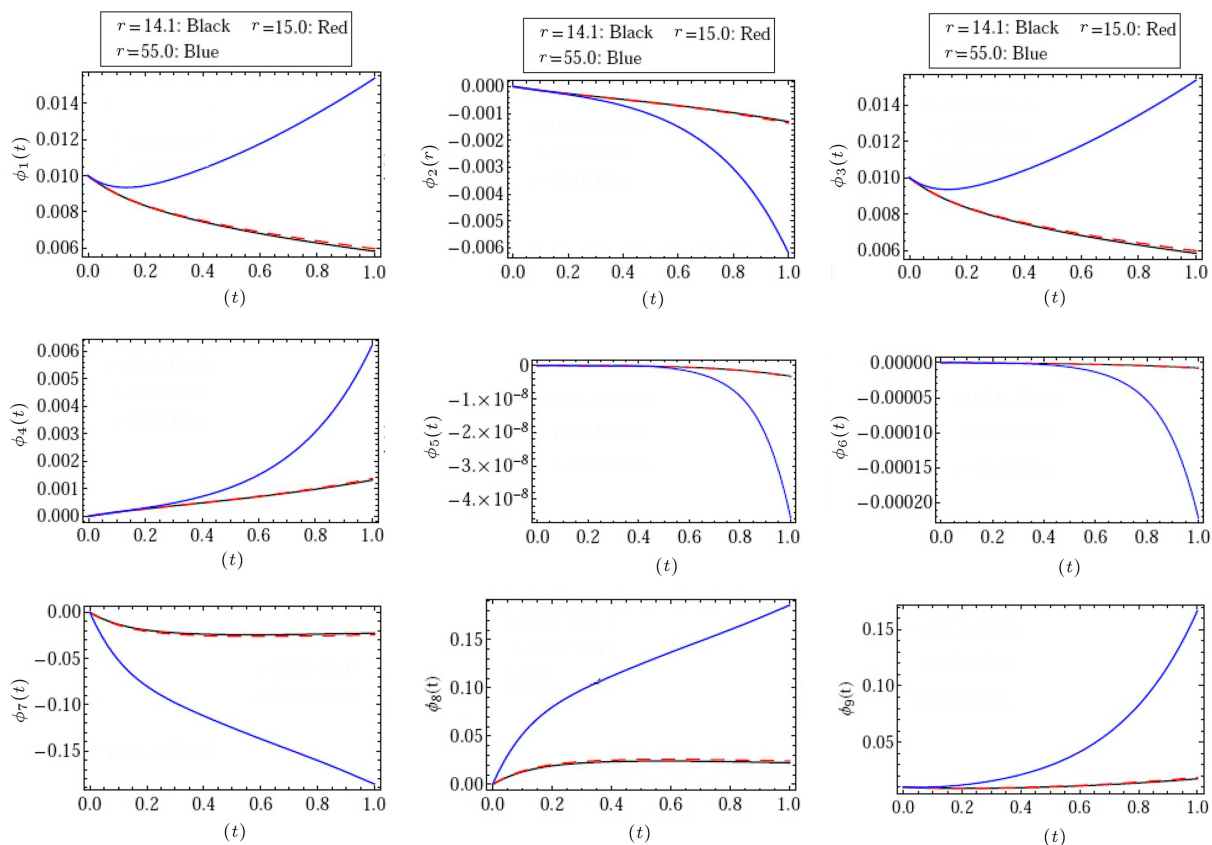 r=14.1: Black r=15.0: Red
r=55.0: Blue
r=14.1: Black r=15.0: Red
r=55.0: Blue
r=14.1: Black r=15.0: Red
r=55.0: Blue
ϕ1(t)
0.014
0.012
0.010
0.008
0.006
0.0 0.2 0.4 0.6 0.8 1.0
(t)
ϕ2(r)
0.000
−0.001
−0.002
−0.003
−0.004
−0.005
−0.006
0.0 0.2 0.4 0.6 0.8 1.0
(t)
ϕ3(t)
0.014
0.012
0.010
0.008
0.006
0.0 0.2 0.4 0.6 0.8 1.0
(t)
ϕ4(t)
0.006
0.005
0.004
0.003
0.002
0.001
0.000
0.0 0.2 0.4 0.6 0.8 1.0
(t)
ϕ5(t)
0
−1.×10−8
−2.×10−8
−3.×10−8
−4.×10−8
0.0 0.2 0.4 0.6 0.8 1.0
(t)
ϕ6(t)
0.00000
−0.00005
−0.00010
−0.00015
−0.00020
0.0 0.2 0.4 0.6 0.8 1.0
(t)
ϕ7(t)
0.00
−0.05
−0.10
−0.15
0.0 0.2 0.4 0.6 0.8 1.0
(t)
ϕ8(t)
0.15
0.10
0.05
0.00
0.0 0.2 0.4 0.6 0.8 1.0
(t)
ϕ9(t)
0.15
0.10
0.05
0.0 0.2 0.4 0.6 0.8 1.0
(t)